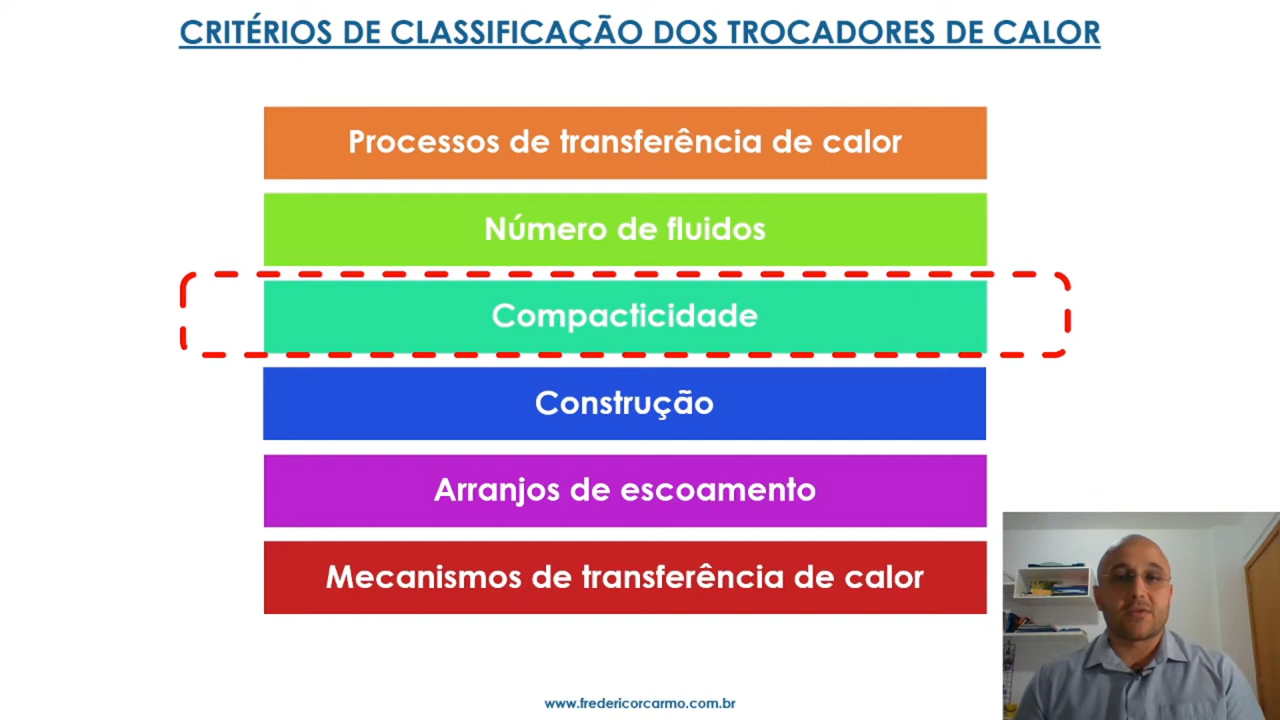 CRITÉRIOS DE CLASSIFICAÇÃO DOS TROCADORES DE CALOR
Processos de transferência de calor
Número de fluidos
Compacticidade
Construção
Arranjos de escoamento
Mecanismos de transferência de calor
www.fredericorcarmo.com.br